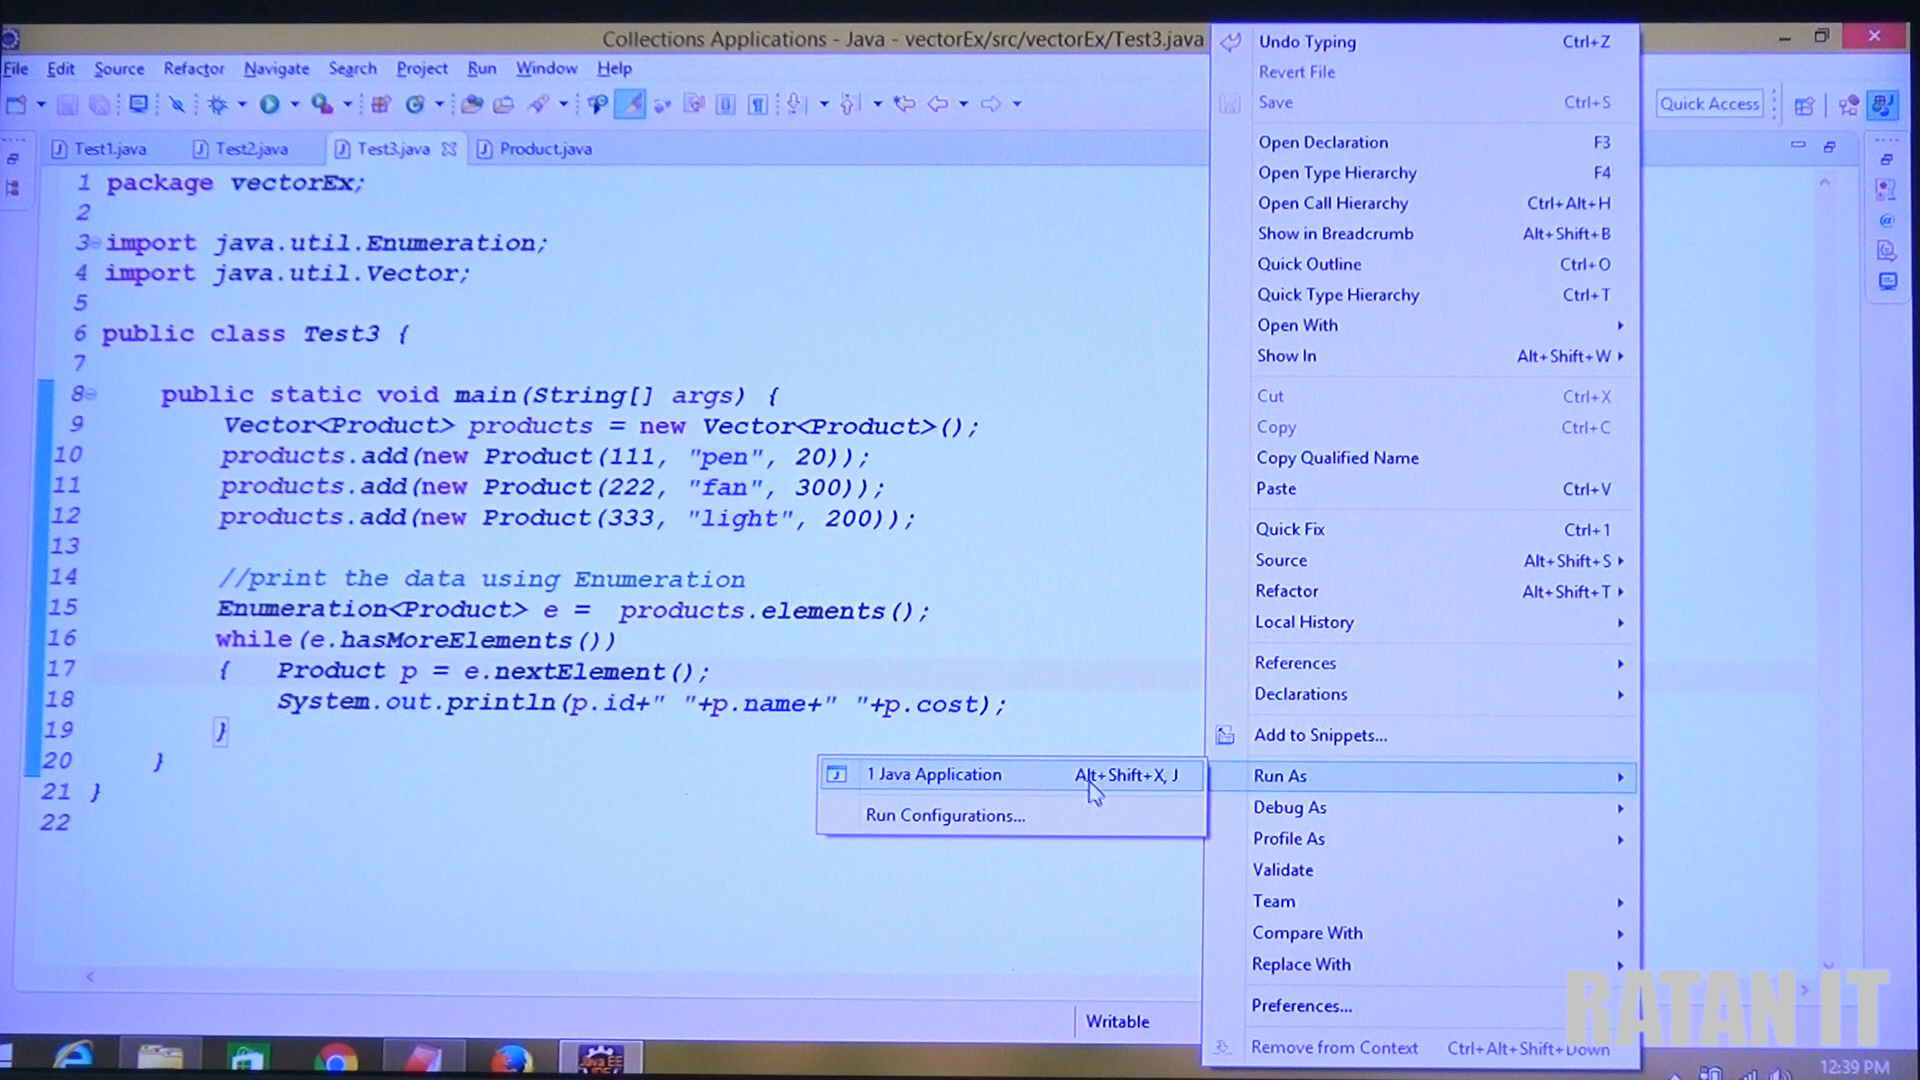 Collections Applications - Java - vectorEx/src/vectorEx/Test3.java
File Edit Source Refactor Navigate Search Project Run Window Help
Quick Access
Test1.java Test2.java Test3.java Product.java
1 package vectorEx;
2
3 import java.util.Enumeration;
4 import java.util.Vector;
5
6 public class Test3 {
7
8 public static void main(String[] args) {
9 Vector<Product> products = new Vector<Product>();
10 products.add(new Product(111, "pen", 20));
11 products.add(new Product(222, "fan", 300));
12 products.add(new Product(333, "light", 200));
13
14 //print the data using Enumeration
15 Enumeration<Product> e = products.elements();
16 while(e.hasMoreElements())
17 { Product p = e.nextElement();
18 System.out.println(p.id+" "+p.name+" "+p.cost);
19 }
20 }
21 }
22
Undo Typing Ctrl+Z
Revert File
Save Ctrl+S
Open Declaration F3
Open Type Hierarchy F4
Open Call Hierarchy Ctrl+Alt+H
Show in Breadcrumb Alt+Shift+B
Quick Outline Ctrl+O
Quick Type Hierarchy Ctrl+T
Open With
Show In Alt+Shift+W
Cut Ctrl+X
Copy Ctrl+C
Copy Qualified Name
Paste Ctrl+V
Quick Fix Ctrl+1
Source Alt+Shift+S
Refactor Alt+Shift+T
Local History
References
Declarations
Add to Snippets...
Run As
Debug As
Profile As
Validate
Team
Compare With
Replace With
Preferences...
Remove from Context Ctrl+Alt+Shift+Down
1 Java Application Alt+Shift+X, J
Run Configurations...
Writable
RATAN IT
Java EE
12:39 PM